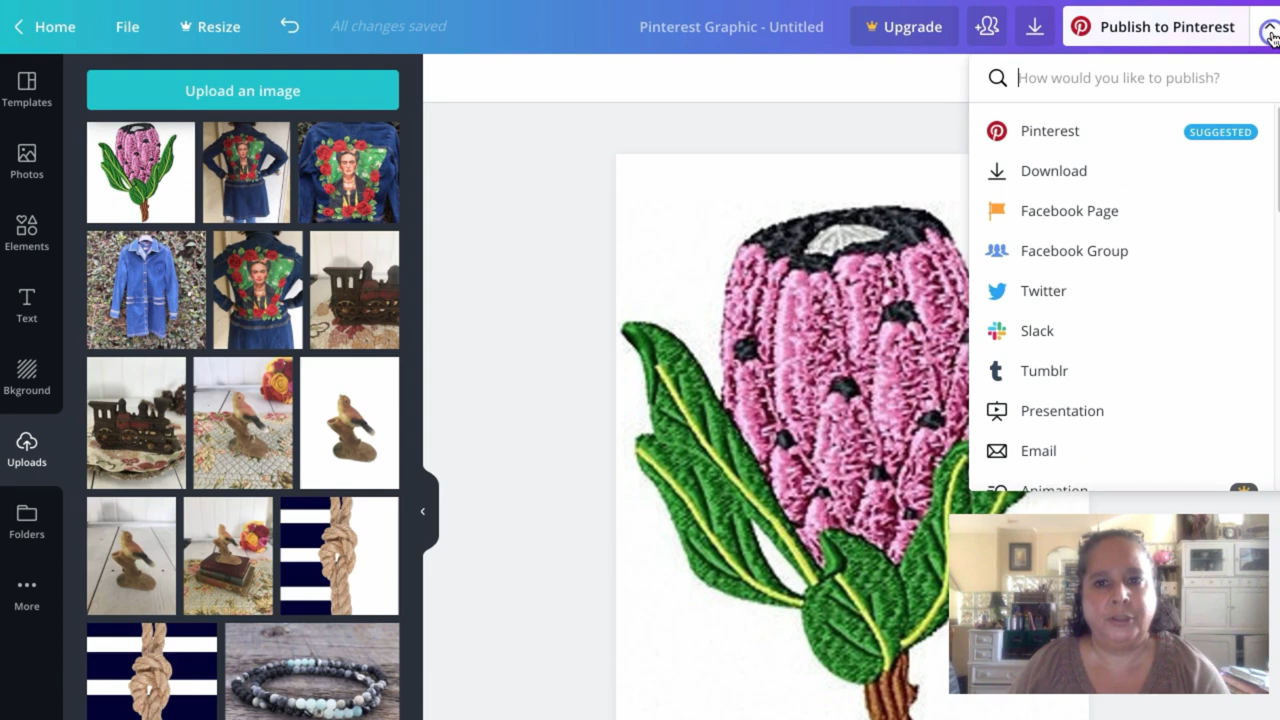 Home
File
Resize
All changes saved
Pinterest Graphic - Untitled
Upgrade
Publish to Pinterest
Templates
Photos
Elements
Text
Bkground
Uploads
Folders
More
Upload an image
How would you like to publish?
Pinterest
SUGGESTED
Download
Facebook Page
Facebook Group
Twitter
Slack
Tumblr
Presentation
Email
Animation